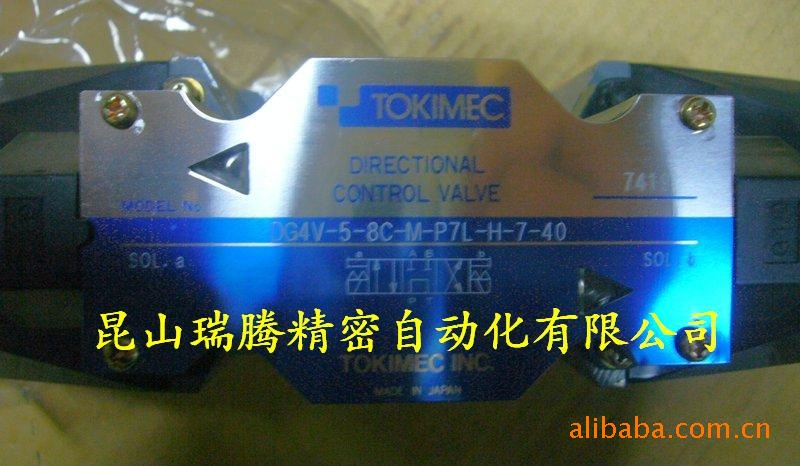 TOKIMEC
DIRECTIONAL
CONTROL VALVE
MODEL No.
DG4V-5-8C-M-P7L-H-7-40
SOL. a
SOL. b
a A B b
P T
昆山瑞腾精密自动化有限公司
TOKIMEC INC.
MADE IN JAPAN
alibaba.com.cn